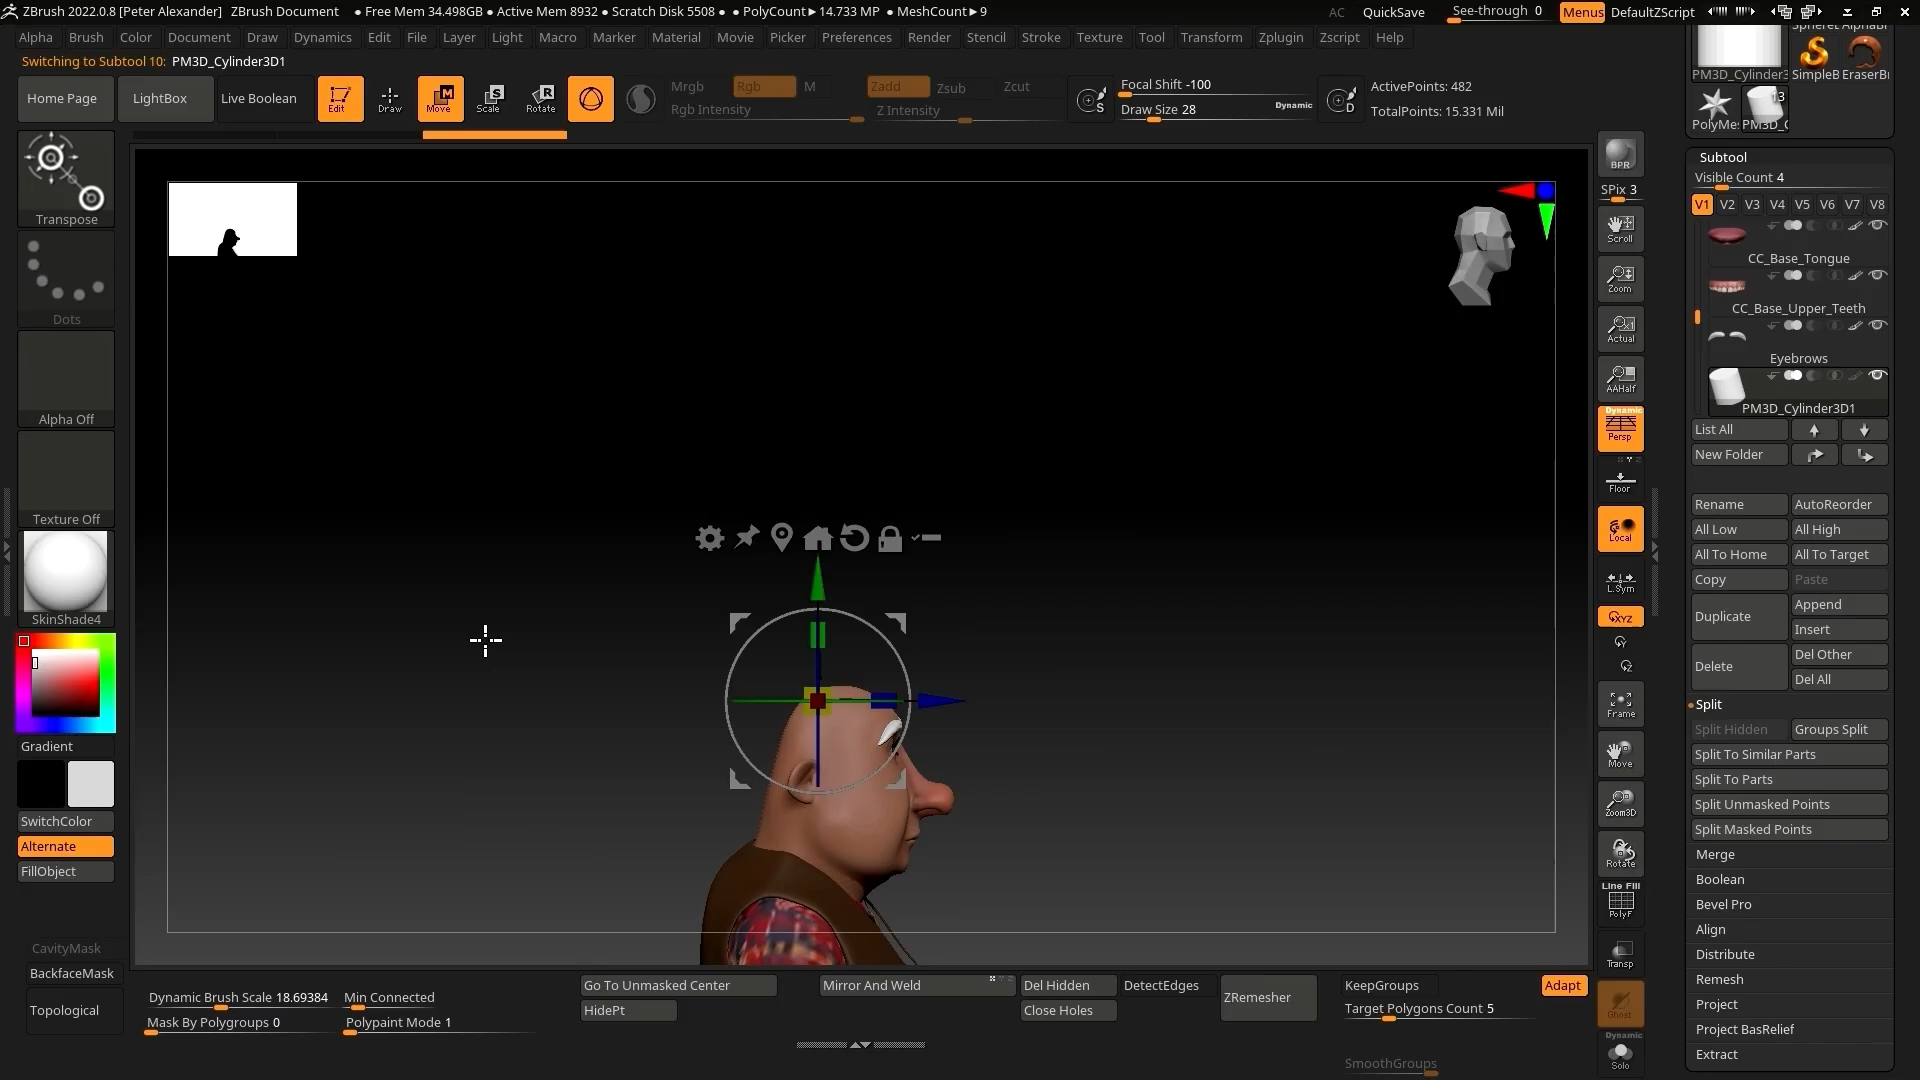 ZBrush 2022.0.8 [Peter Alexander] ZBrush Document • Free Mem 34.498GB • Active Mem 8932 • Scratch Disk 5508 • • PolyCount►14.733 MP • MeshCount►9
AC QuickSave See-through 0 Menus DefaultZScript
Alpha Brush Color Document Draw Dynamics Edit File Layer Light Macro Marker Material Movie Picker Preferences Render Stencil Stroke Texture Tool Transform Zplugin Zscript Help
Switching to Subtool 10: PM3D_Cylinder3D1
Home Page LightBox Live Boolean Edit Draw Move Scale Rotate
Mrgb Rgb M Zadd Zsub Zcut
Rgb Intensity Z Intensity
Focal Shift -100
Draw Size 28 Dynamic
ActivePoints: 482
TotalPoints: 15.331 Mil
PM3D_Cylinder3 SimpleB EraserBr
13
PolyMe: PM3D_C
Transpose
Dots
Alpha Off
Texture Off
SkinShade4
Gradient
SwitchColor
Alternate
FillObject
CavityMask
BackfaceMask
Topological
BPR
SPix 3
Scroll
Zoom
Actual
AAHalf
Dynamic
Persp
Floor
Local
L.Sym
XYZ
Frame
Move
Zoom3D
Rotate
Line Fill
PolyF
Transp
Ghost
Dynamic
Solo
Subtool
Visible Count 4
V1 V2 V3 V4 V5 V6 V7 V8
CC_Base_Tongue
CC_Base_Upper_Teeth
Eyebrows
PM3D_Cylinder3D1
List All
New Folder
Rename AutoReorder
All Low All High
All To Home All To Target
Copy Paste
Duplicate Append
Insert
Delete Del Other
Del All
Split
Split Hidden Groups Split
Split To Similar Parts
Split To Parts
Split Unmasked Points
Split Masked Points
Merge
Boolean
Bevel Pro
Align
Distribute
Remesh
Project
Project BasRelief
Extract
Dynamic Brush Scale 18.69384 Min Connected
Mask By Polygroups 0 Polypaint Mode 1
Go To Unmasked Center
HidePt
Mirror And Weld
Del Hidden
Close Holes
DetectEdges
ZRemesher
KeepGroups
Target Polygons Count 5
Adapt
SmoothGroups